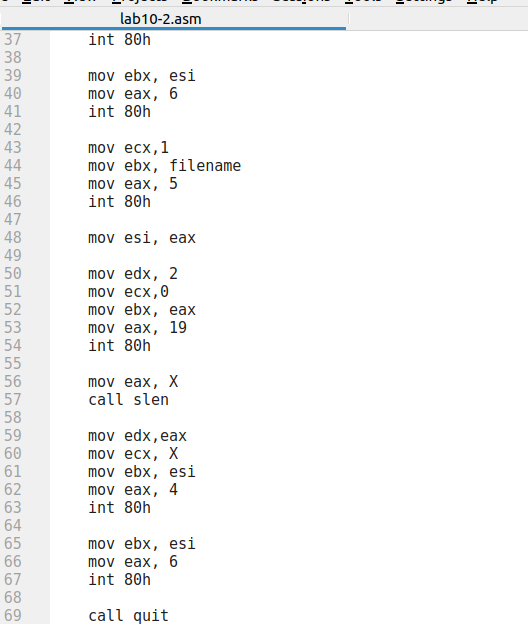 lab10-2.asm
37 int 80h
38
39 mov ebx, esi
40 mov eax, 6
41 int 80h
42
43 mov ecx,1
44 mov ebx, filename
45 mov eax, 5
46 int 80h
47
48 mov esi, eax
49
50 mov edx, 2
51 mov ecx,0
52 mov ebx, eax
53 mov eax, 19
54 int 80h
55
56 mov eax, X
57 call slen
58
59 mov edx,eax
60 mov ecx, X
61 mov ebx, esi
62 mov eax, 4
63 int 80h
64
65 mov ebx, esi
66 mov eax, 6
67 int 80h
68
69 call quit